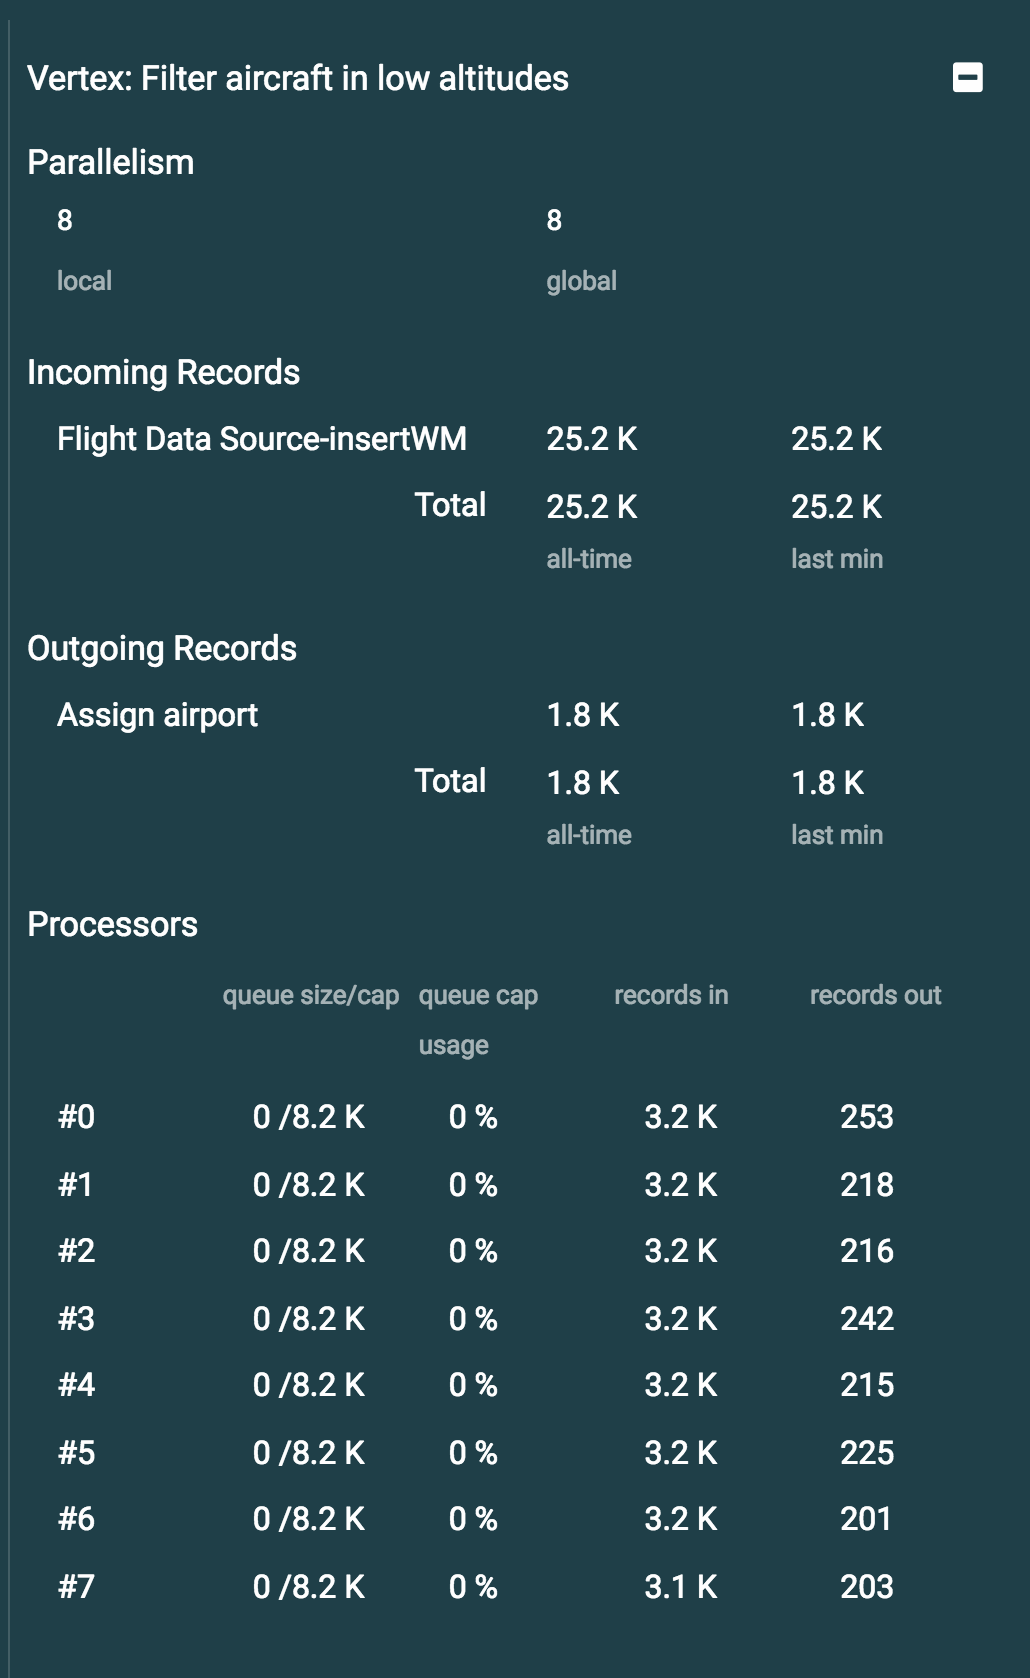 Vertex: Filter aircraft in low altitudes
Parallelism
8 8
local global
Incoming Records
Flight Data Source-insertWM 25.2 K 25.2 K
Total 25.2 K 25.2 K
all-time last min
Outgoing Records
Assign airport 1.8 K 1.8 K
Total 1.8 K 1.8 K
all-time last min
Processors
queue size/cap queue cap records in records out
usage
#0 0 /8.2 K 0 % 3.2 K 253
#1 0 /8.2 K 0 % 3.2 K 218
#2 0 /8.2 K 0 % 3.2 K 216
#3 0 /8.2 K 0 % 3.2 K 242
#4 0 /8.2 K 0 % 3.2 K 215
#5 0 /8.2 K 0 % 3.2 K 225
#6 0 /8.2 K 0 % 3.2 K 201
#7 0 /8.2 K 0 % 3.1 K 203